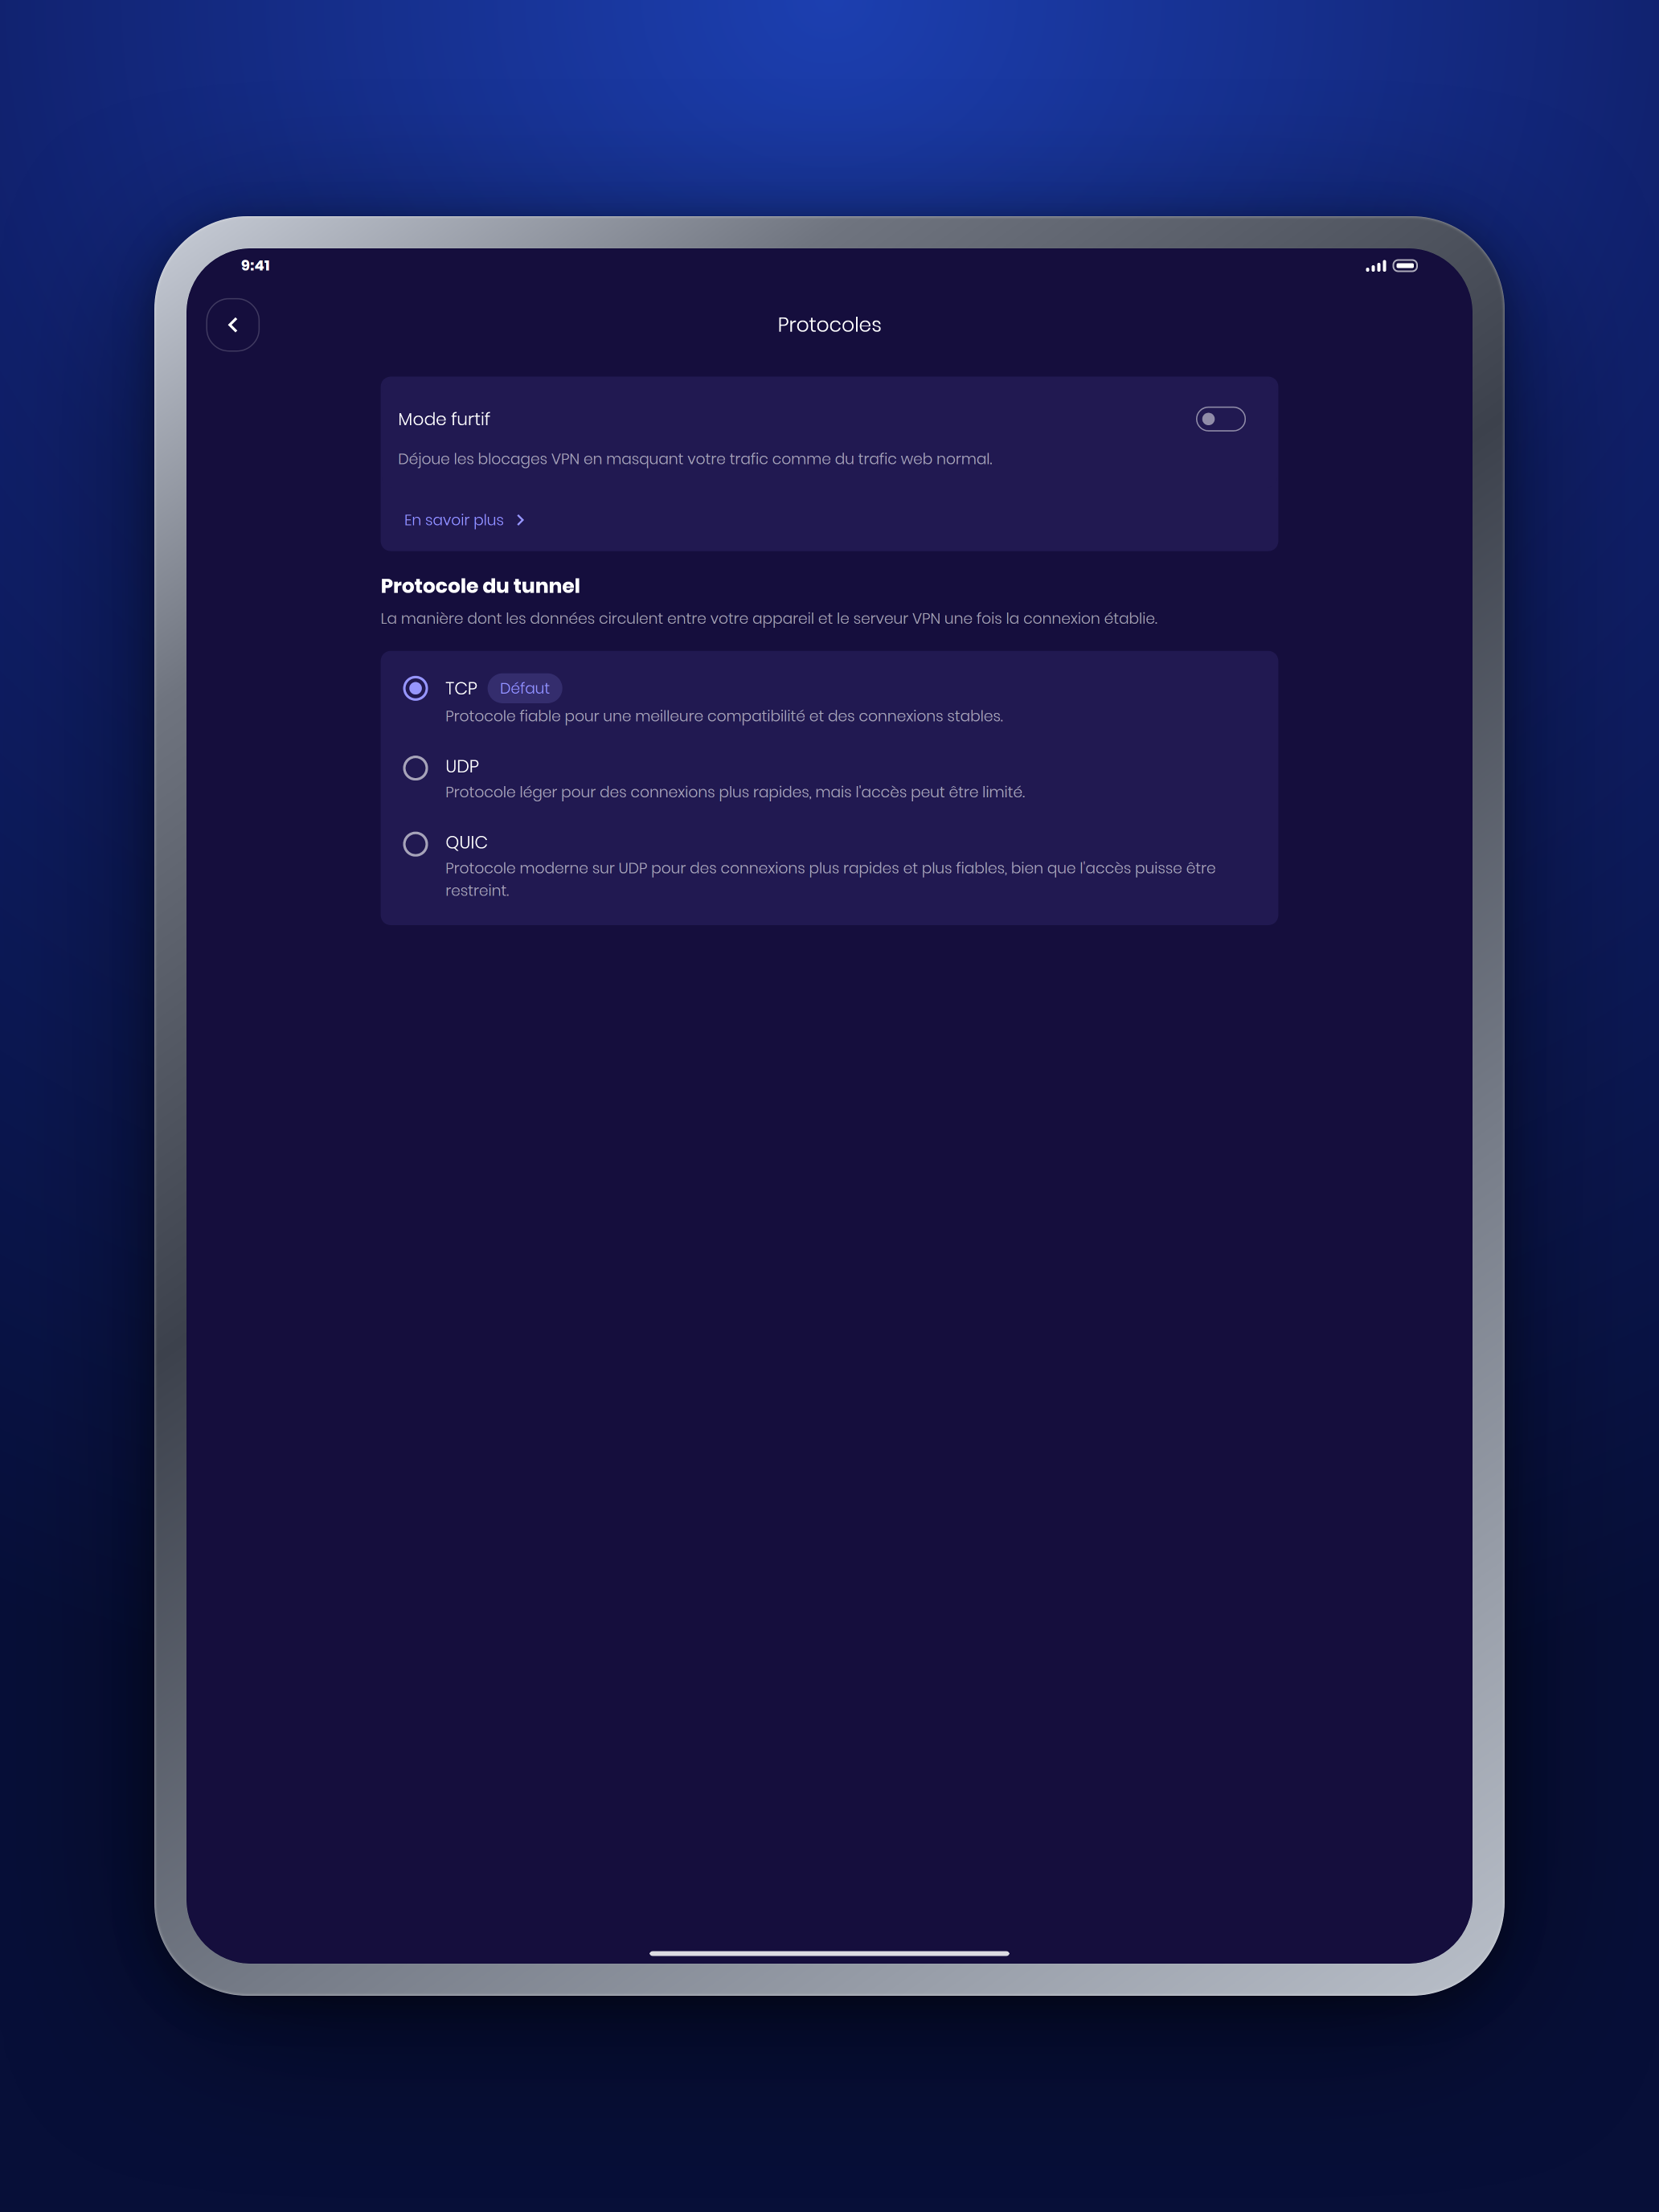 9:41
Protocoles
Mode furtif
Déjoue les blocages VPN en masquant votre trafic comme du trafic web normal.
En savoir plus
Protocole du tunnel
La manière dont les données circulent entre votre appareil et le serveur VPN une fois la connexion établie.
TCP Défaut
Protocole fiable pour une meilleure compatibilité et des connexions stables.
UDP
Protocole léger pour des connexions plus rapides, mais l'accès peut être limité.
QUIC
Protocole moderne sur UDP pour des connexions plus rapides et plus fiables, bien que l'accès puisse être
restreint.